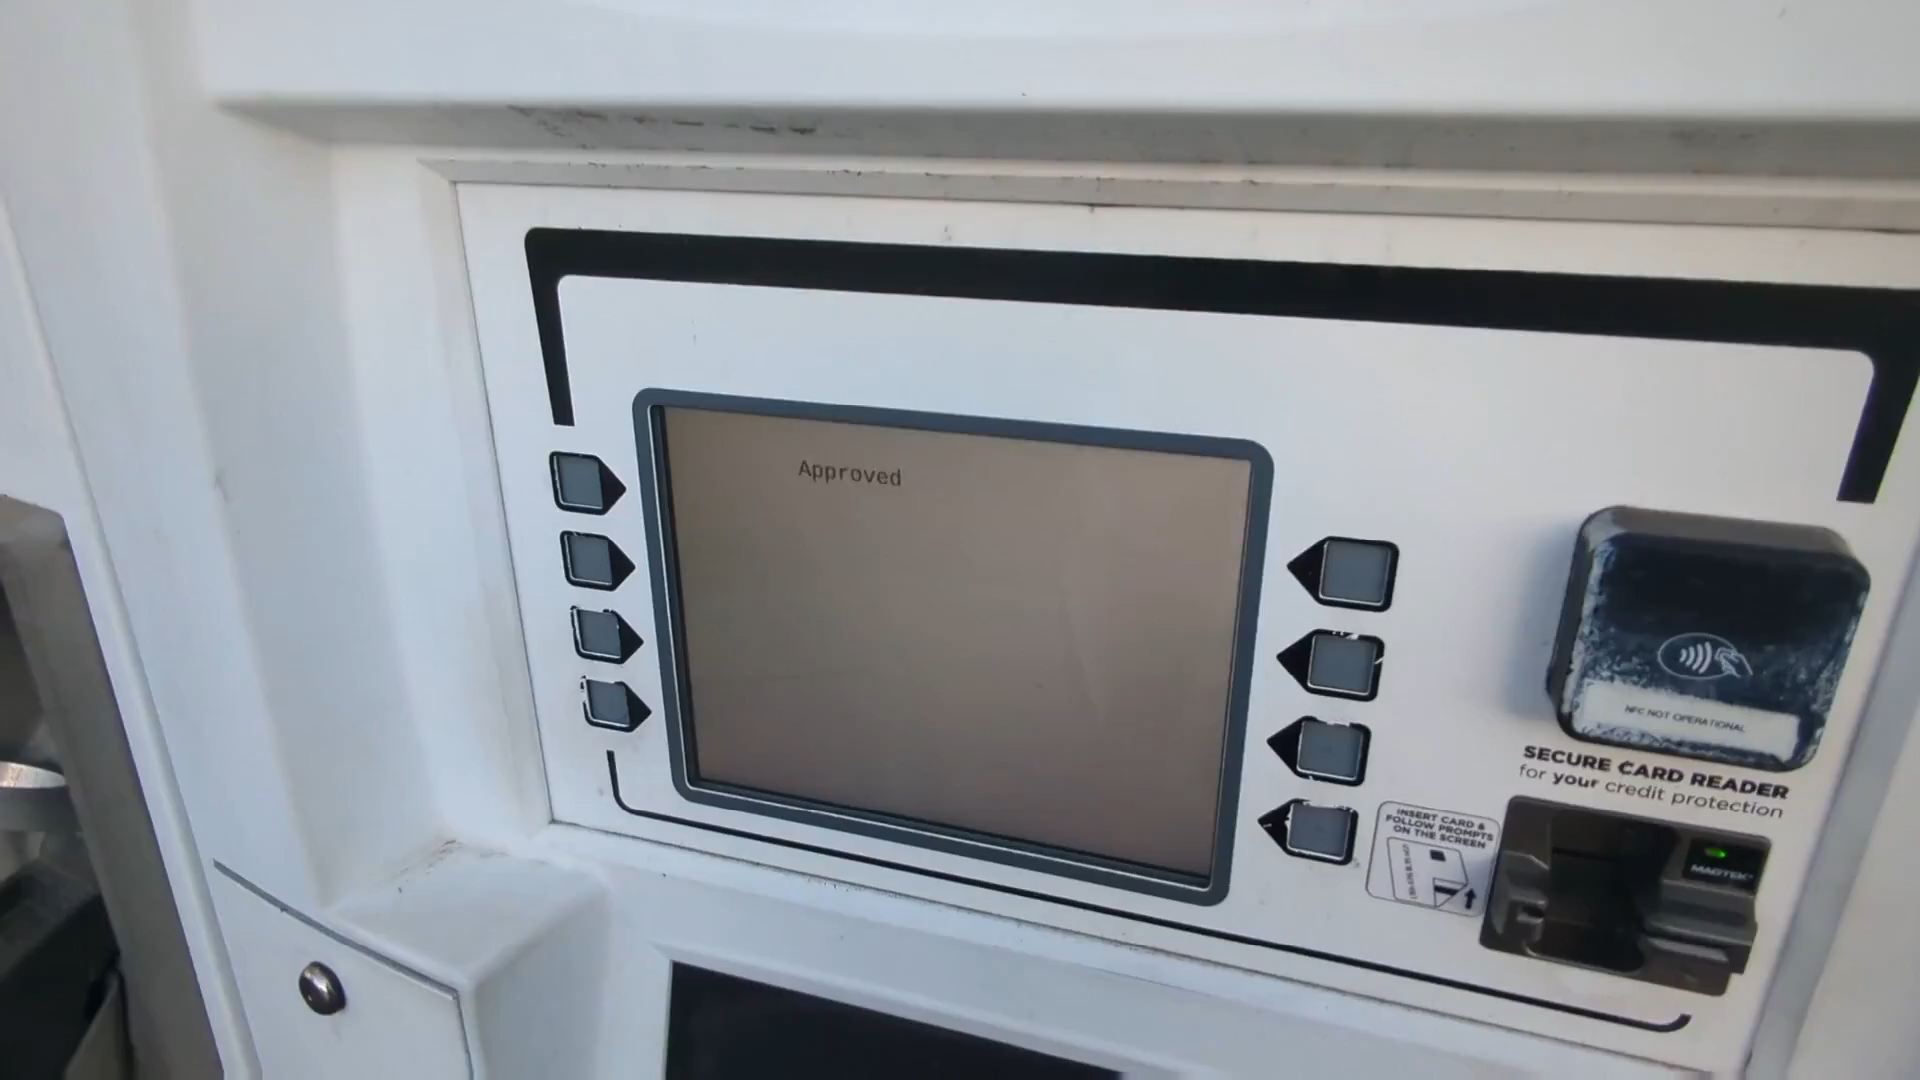 Approved
NFC NOT OPERATIONAL
SECURE CARD READER
for your credit protection
INSERT CARD &
FOLLOW PROMPTS
ON THE SCREEN
MAGTEK